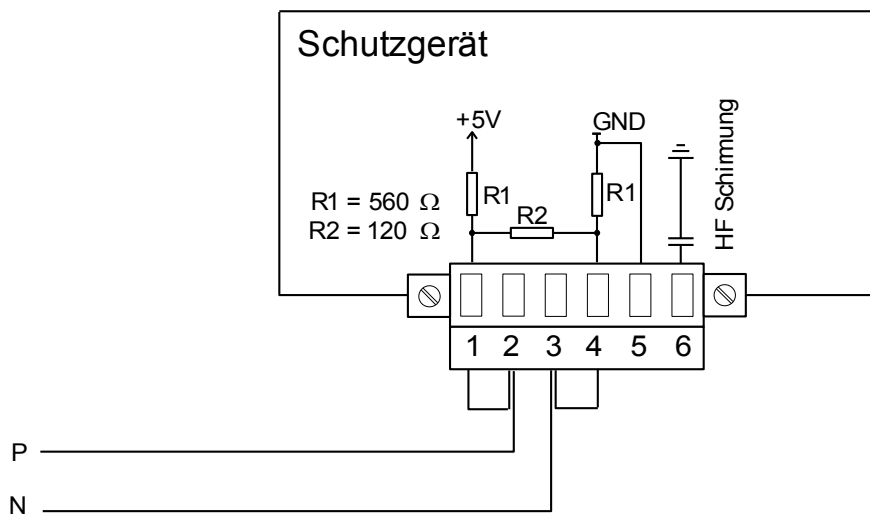 Schutzgerät
+5V
GND
HF Schirmung
R1
R1
R2
R1 = 560 Ω
R2 = 120 Ω
1 2 3 4 5 6
P
N